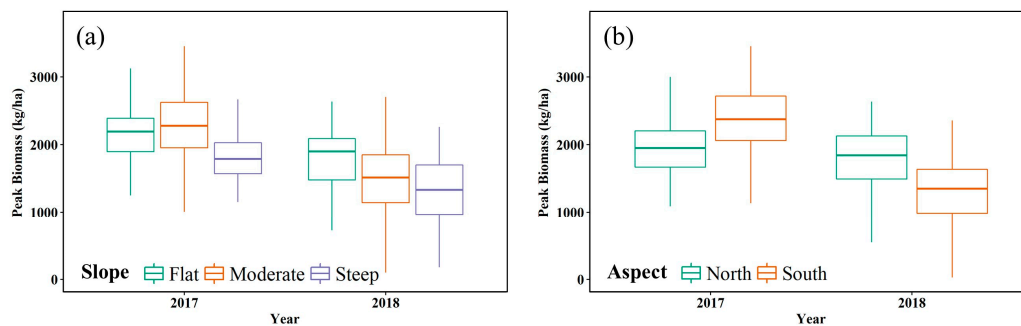 (a)
Peak Biomass (kg/ha)
3000
2000
1000
0
Slope Flat Moderate Steep
2017 2018
Year
(b)
Peak Biomass (kg/ha)
3000
2000
1000
0
Aspect North South
2017 2018
Year